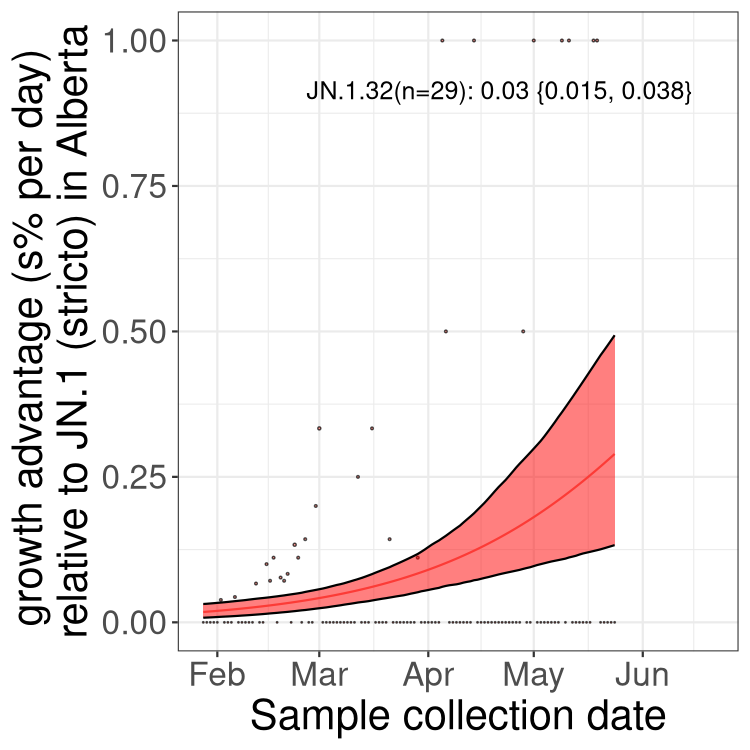 growth advantage (s% per day)
relative to JN.1 (stricto) in Alberta
1.00
0.75
0.50
0.25
0.00
JN.1.32(n=29): 0.03 {0.015, 0.038}
Feb Mar Apr May Jun
Sample collection date